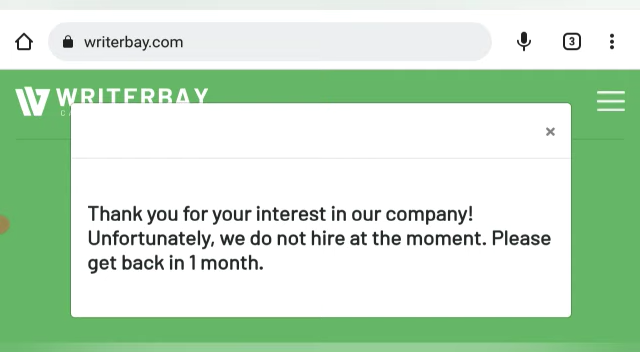 writerbay.com
3
WRITERBAY
×
Thank you for your interest in our company!
Unfortunately, we do not hire at the moment. Please
get back in 1 month.